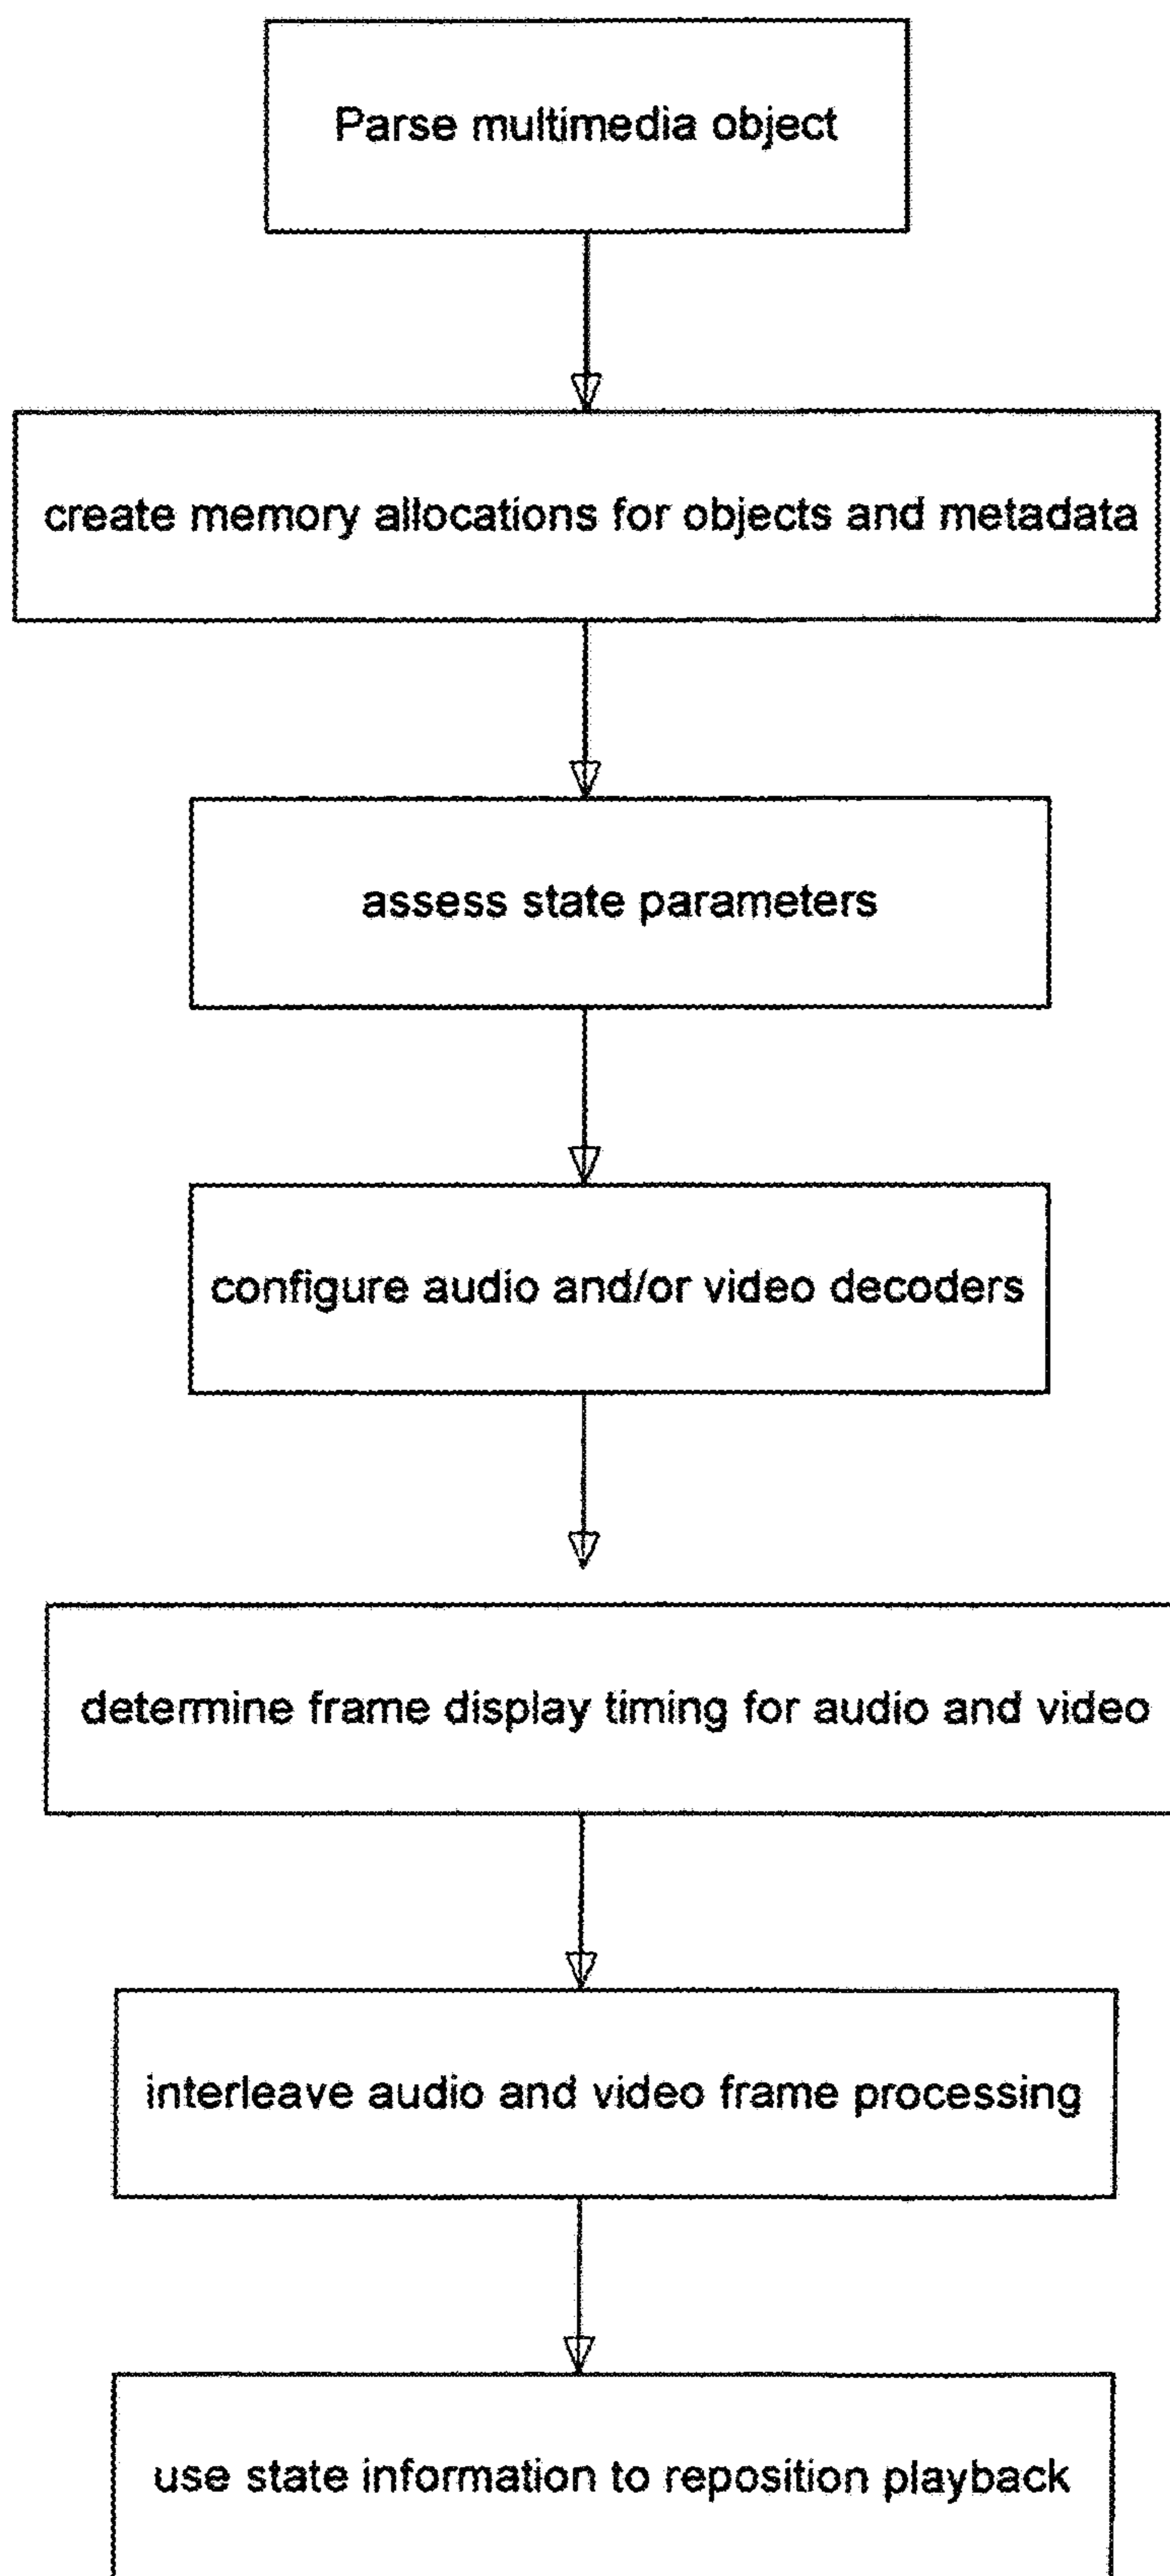 Parse multimedia object
create memory allocations for objects and metadata
assess state parameters
configure audio and/or video decoders
determine frame display timing for audio and video
interleave audio and video frame processing
use state information to reposition playback